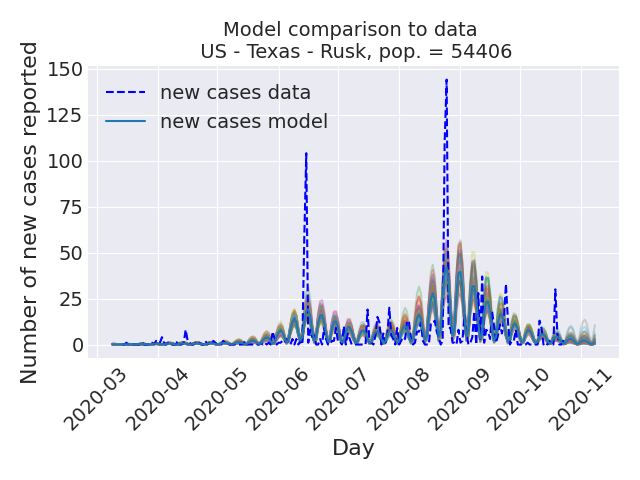 Model comparison to data
US - Texas - Rusk, pop. = 54406
Number of new cases reported
150
125
100
75
50
25
0
new cases data
new cases model
2020-03
2020-04
2020-05
2020-06
2020-07
2020-08
2020-09
2020-10
2020-11
Day